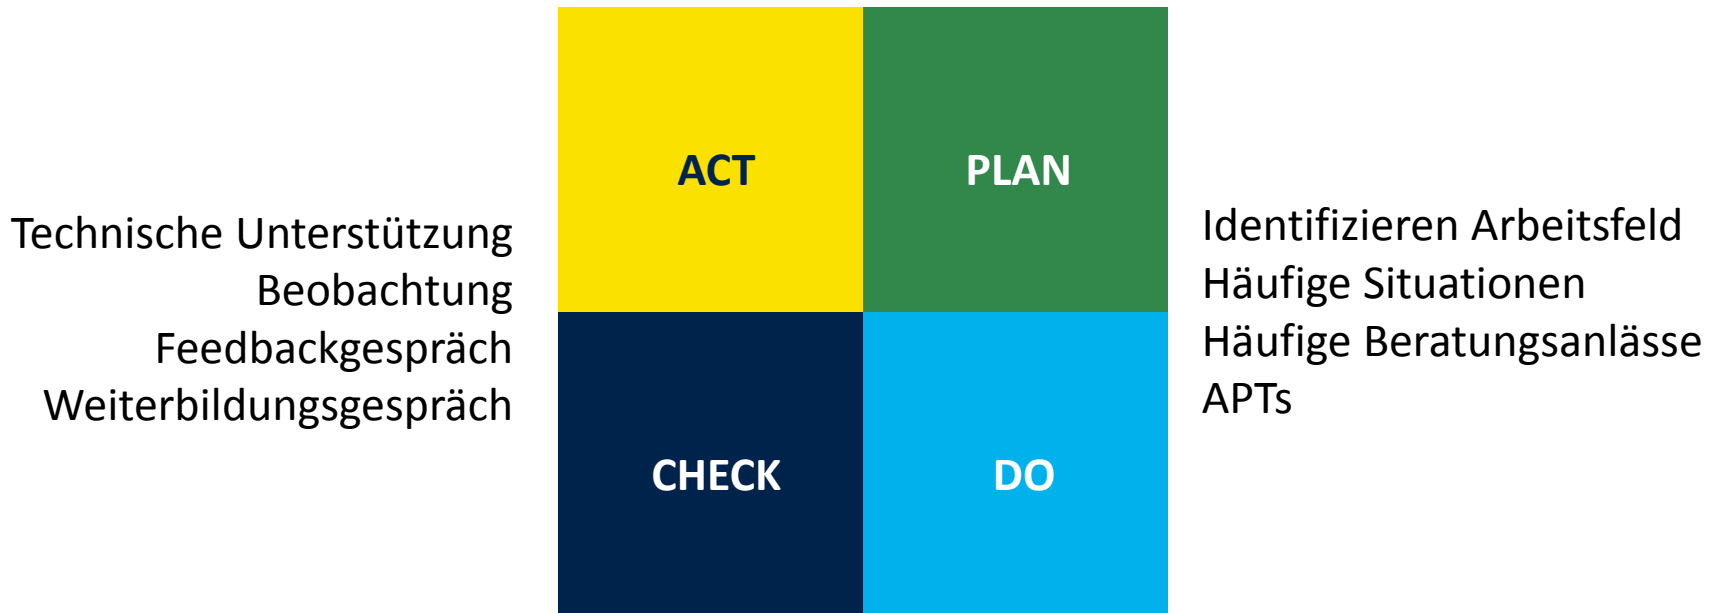 ACT
PLAN
Technische Unterstützung
Beobachtung
Feedbackgespräch
Weiterbildungsgespräch
Identifizieren Arbeitsfeld
Häufige Situationen
Häufige Beratungsanlässe
APTs
CHECK
DO